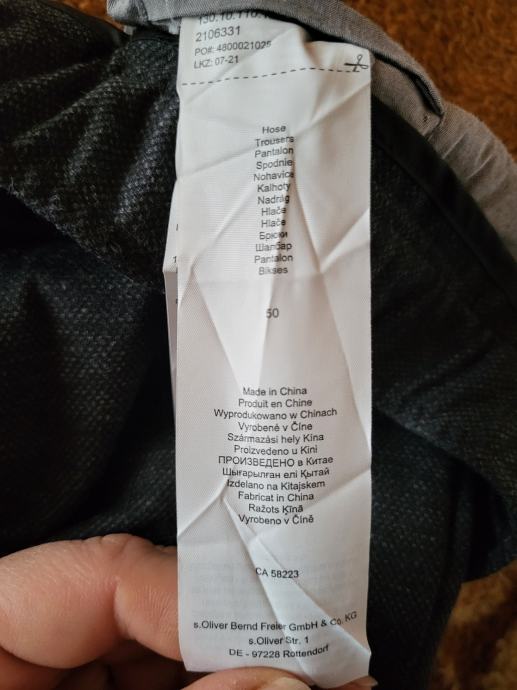 2106331
PO#: 4800021025
LKZ: 07-21
Hose
Trousers
Pantalon
Spodnie
Nohavice
Kalhoty
Nadrág
Hlače
Hlače
Брюки
Шалбар
Pantalon
Bikses
50
Made in China
Produit en Chine
Wyprodukowano w Chinach
Vyrobené v Číne
Származási hely Kína
Proizvedeno u Kini
ПРОИЗВЕДЕНО в Китае
Шығарылған елі Қытай
Izdelano na Kitajskem
Fabricat in China
Ražots Ķīnā
Vyrobeno v Číně
CA 58223
s.Oliver Bernd Freier GmbH & Co. KG
s.Oliver Str. 1
DE - 97228 Rottendorf